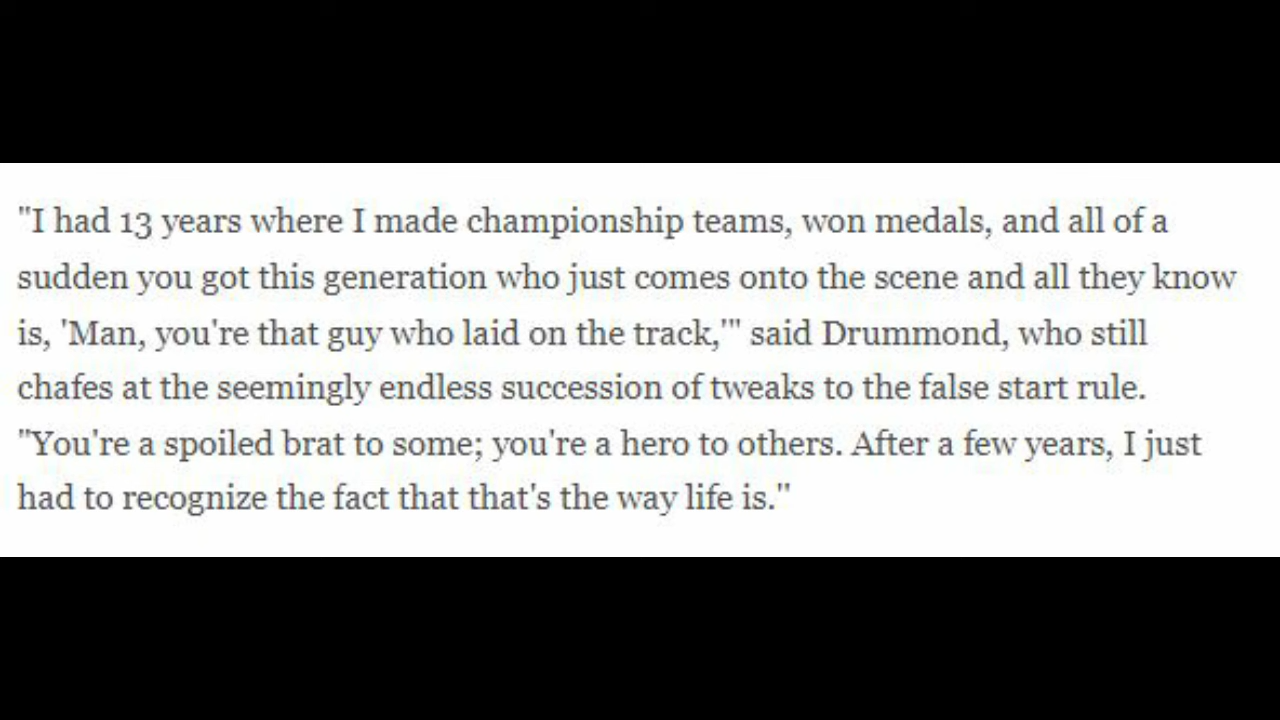 "I had 13 years where I made championship teams, won medals, and all of a
sudden you got this generation who just comes onto the scene and all they know
is, 'Man, you're that guy who laid on the track,'" said Drummond, who still
chafes at the seemingly endless succession of tweaks to the false start rule.
"You're a spoiled brat to some; you're a hero to others. After a few years, I just
had to recognize the fact that that's the way life is."